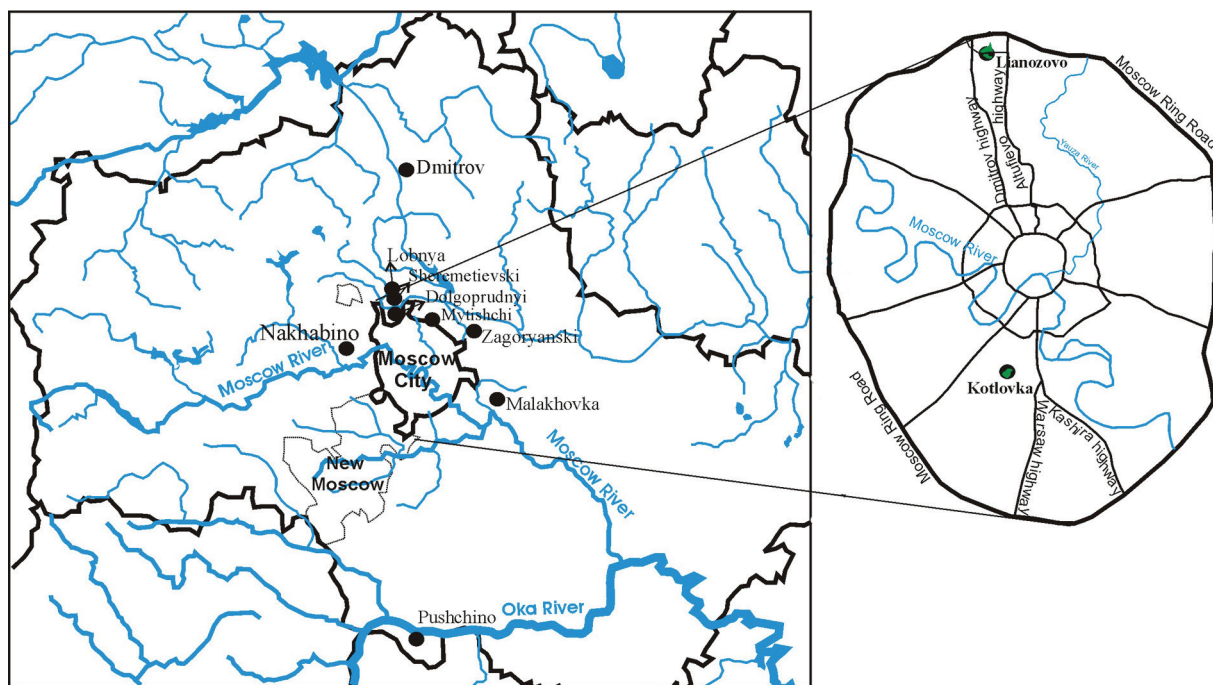 Dmitrov
Lobnya
Sheremetievski
Dolgoprudnyi
Mytishchi
Zagoryanski
Nakhabino
Moscow River
Moscow
City
Malakhovka
New
Moscow
Moscow River
Pushchino
Oka River
Lianozovo
Moscow Ring Road
Dmitrov highway
Altufievo highway
Yauza River
Moscow River
Kotlovka
Moscow Ring Road
Warsaw highway
Kashira highway